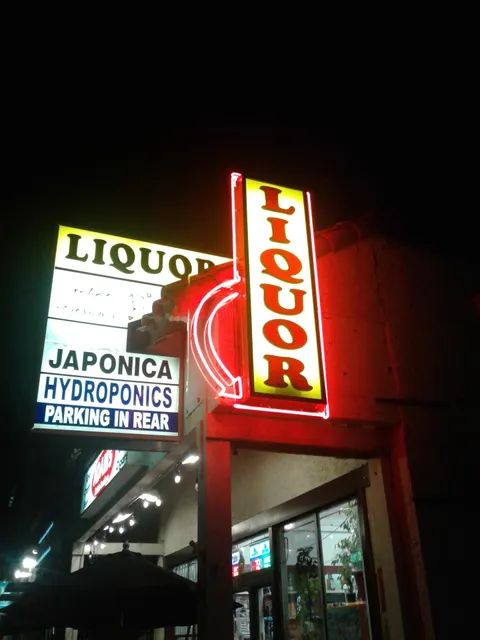 LIQUOR
JAPONICA
HYDROPONICS
PARKING IN REAR
LIQUOR